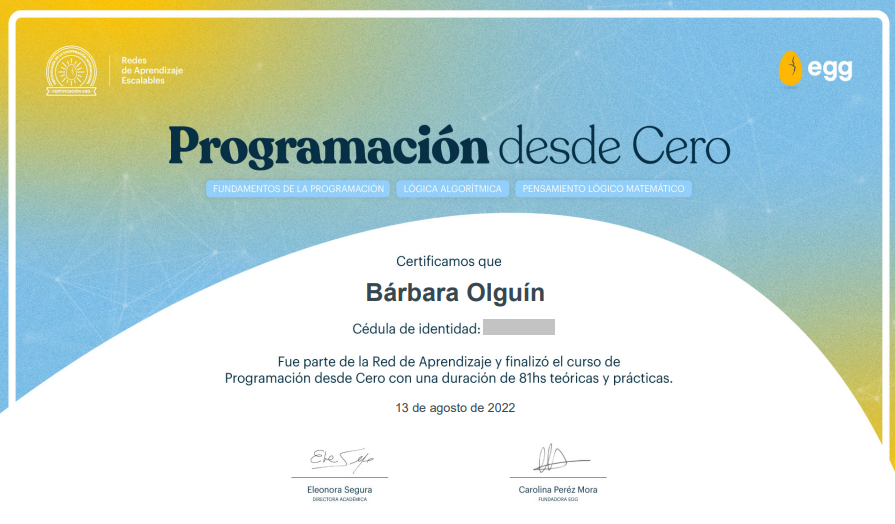 Redes
de Aprendizaje
Escalables
CERTIFICACIÓN EGG
egg
Programación desde Cero
FUNDAMENTOS DE LA PROGRAMACIÓN
LÓGICA ALGORÍTMICA
PENSAMIENTO LÓGICO MATEMÁTICO
Certificamos que
Bárbara Olguín
Cédula de identidad:
Fue parte de la Red de Aprendizaje y finalizó el curso de
Programación desde Cero con una duración de 81hs teóricas y prácticas.
13 de agosto de 2022
Eleonora Segura
DIRECTORA ACADÉMICA
Carolina Peréz Mora
FUNDADORA EGG